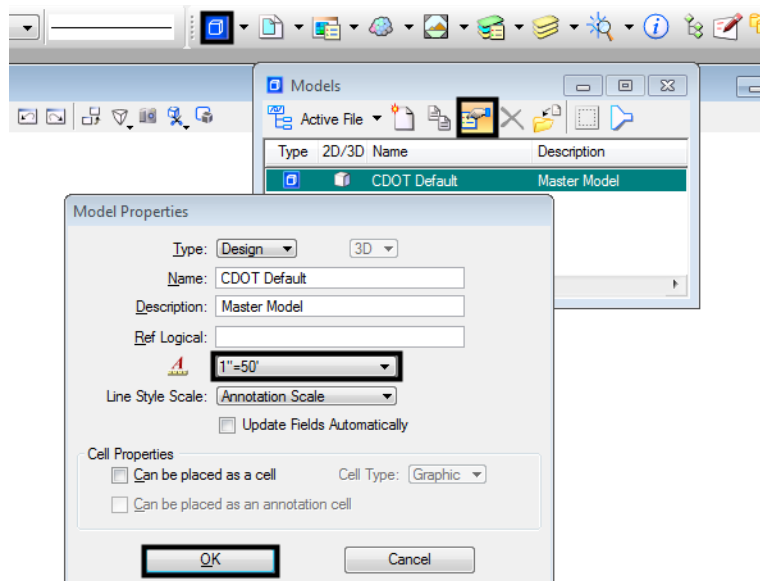 Models
Active File
Type 2D/3D Name Description
CDOT Default Master Model
Model Properties
Type: Design 3D
Name: CDOT Default
Description: Master Model
Ref Logical:
A 1"=50'
Line Style Scale: Annotation Scale
Update Fields Automatically
Cell Properties
Can be placed as a cell Cell Type: Graphic
Can be placed as an annotation cell
OK Cancel